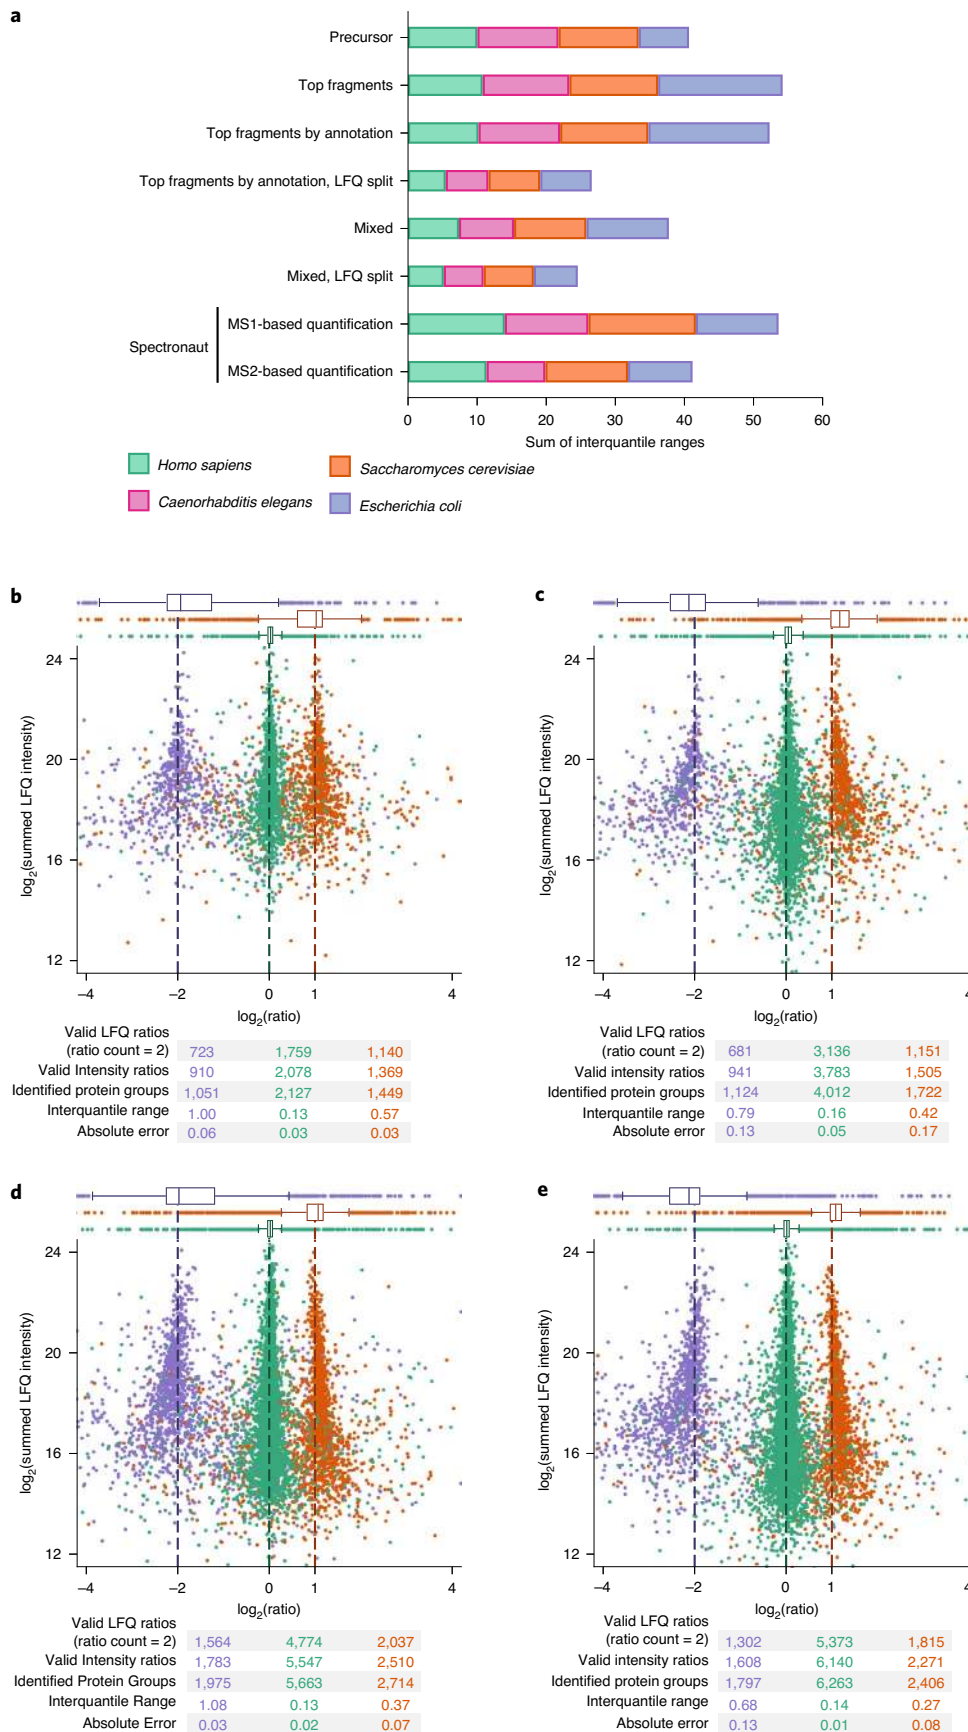 a
Precursor
Top fragments
Top fragments by annotation
Top fragments by annotation, LFQ split
Mixed
Mixed, LFQ split
Spectronaut
MS1-based quantification
MS2-based quantification
0 10 20 30 40 50 60
Sum of interquantile ranges
Homo sapiens
Saccharomyces cerevisiae
Caenorhabditis elegans
Escherichia coli
b
24
20
16
12
log2(summed LFQ intensity)
–4 –2 0 1 4
log2(ratio)
Valid LFQ ratios
(ratio count = 2) 723 1,759 1,140
Valid Intensity ratios 910 2,078 1,369
Identified protein groups 1,051 2,127 1,449
Interquantile range 1.00 0.13 0.57
Absolute error 0.06 0.03 0.03
c
24
20
16
12
log2(summed LFQ intensity)
–4 –2 0 1 4
log2(ratio)
Valid LFQ ratios
(ratio count = 2) 681 3,136 1,151
Valid intensity ratios 941 3,783 1,505
Identified protein groups 1,124 4,012 1,722
Interquantile range 0.79 0.16 0.42
Absolute error 0.13 0.05 0.17
d
24
20
16
12
log2(summed LFQ intensity)
–4 –2 0 1 4
log2(ratio)
Valid LFQ ratios
(ratio count = 2) 1,564 4,774 2,037
Valid Intensity ratios 1,783 5,547 2,510
Identified Protein Groups 1,975 5,663 2,714
Interquantile Range 1.08 0.13 0.37
Absolute Error 0.03 0.02 0.07
e
24
20
16
12
log2(summed LFQ intensity)
–4 –2 0 1 4
log2(ratio)
Valid LFQ ratios
(ratio count = 2) 1,302 5,373 1,815
Valid intensity ratios 1,608 6,140 2,271
Identified protein groups 1,797 6,263 2,406
Interquantile range 0.68 0.14 0.27
Absolute error 0.13 0.01 0.08